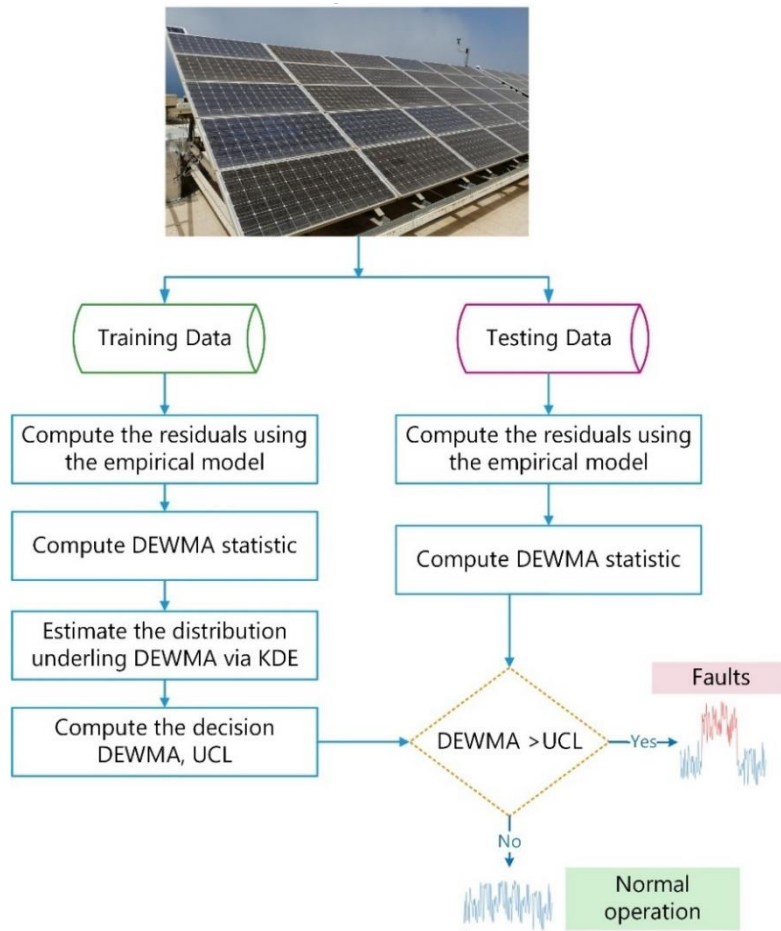 Training Data
Testing Data
Compute the residuals using
the empirical model
Compute the residuals using
the empirical model
Compute DEWMA statistic
Compute DEWMA statistic
Estimate the distribution
underling DEWMA via KDE
Compute the decision
DEWMA, UCL
DEWMA >UCL
Yes
Faults
No
Normal
operation